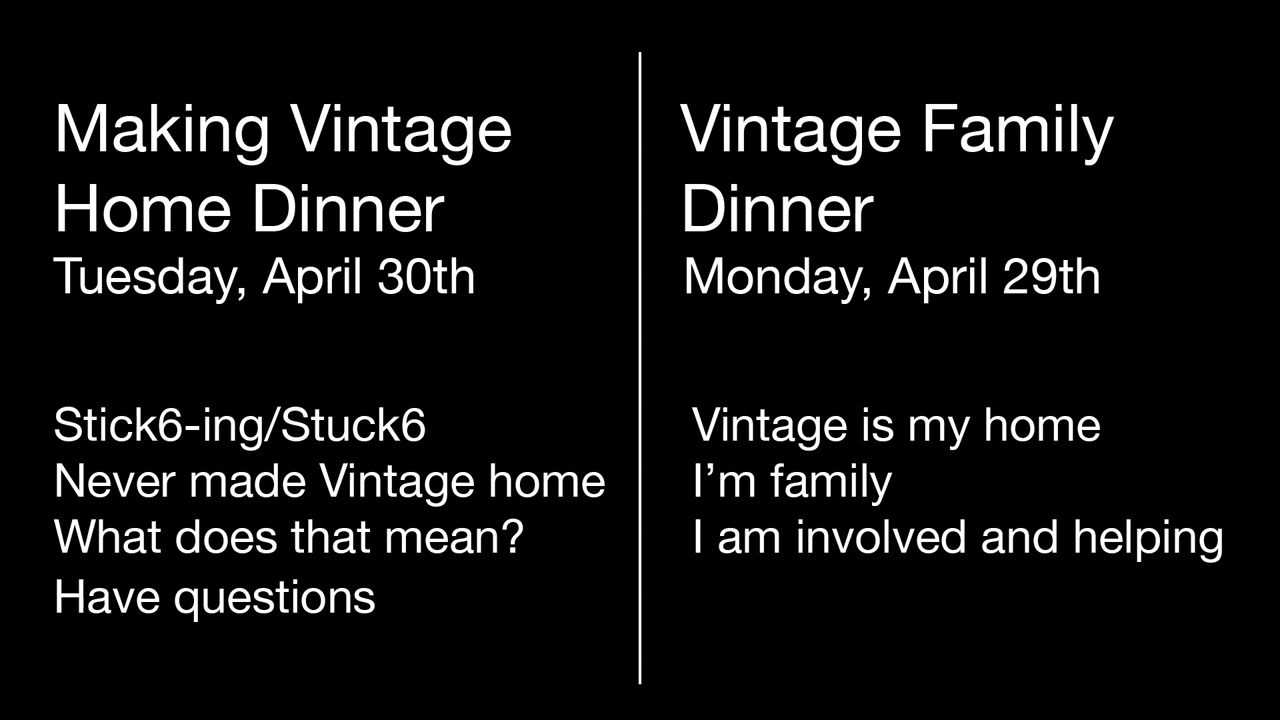 Making Vintage
Home Dinner
Tuesday, April 30th
Stick6-ing/Stuck6
Never made Vintage home
What does that mean?
Have questions
Vintage Family
Dinner
Monday, April 29th
Vintage is my home
I’m family
I am involved and helping